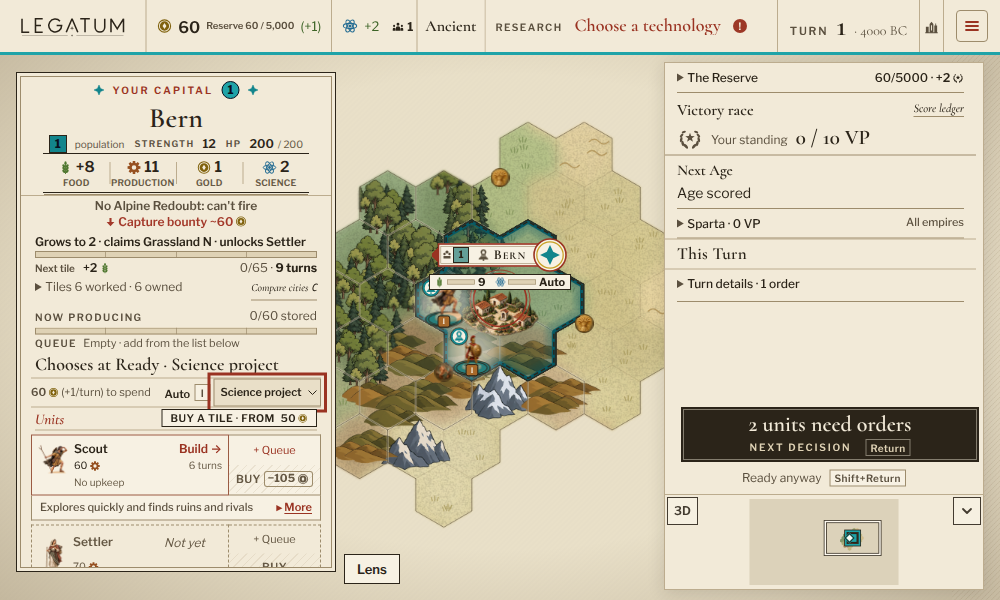 LEGATUM
60 Reserve 60 / 5,000 (+1)
+2
1
Ancient
RESEARCH Choose a technology !
TURN 1 · 4000 BC
YOUR CAPITAL 1
Bern
1 population STRENGTH 12 HP 200 / 200
+8 11 1 2
FOOD PRODUCTION GOLD SCIENCE
No Alpine Redoubt: can't fire
Capture bounty ~60
Grows to 2 · claims Grassland N · unlocks Settler
Next tile +2 0/65 · 9 turns
Tiles 6 worked · 6 owned Compare cities C
NOW PRODUCING 0/60 stored
QUEUE Empty · add from the list below
Chooses at Ready · Science project
60 (+1/turn) to spend Auto I Science project
Units BUY A TILE · FROM 50
Scout Build → + Queue
60 6 turns
No upkeep BUY ~105
Explores quickly and finds ruins and rivals More
Settler Not yet + Queue
70 BUY
1 BERN
9 Auto
I
I
Lens
The Reserve 60/5000 · +2
Victory race Score ledger
Your standing 0 / 10 VP
Next Age
Age scored
Sparta · 0 VP All empires
This Turn
Turn details · 1 order
2 units need orders
NEXT DECISION Return
Ready anyway Shift+Return
3D